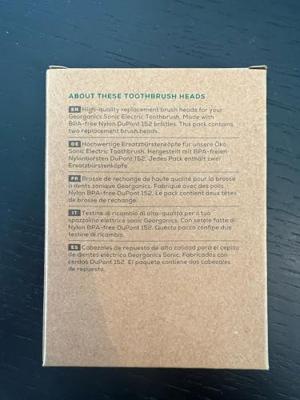 ABOUT THESE TOOTHBRUSH HEADS
EN High-quality replacement brush heads for your
Georganics Sonic Electric Toothbrush. Made with
BPA-free Nylon DuPont 152 bristles. This pack contains
two replacement brush heads.
DE Hochwertige Ersatzbürstenköpfe für unsere Öko
Sonic Electric Toothbrush. Hergestellt mit BPA-freien
Nylonborsten DuPont 152. Jedes Pack enthält zwei
Ersatzbürstenköpfe.
FR Brosse de rechange de haute qualité pour la brosse
à dents sonique Georganics. Fabriqué avec des poils
Nylon BPA-free DuPont 152. Le pack contient deux têtes
de brosse de rechange.
IT Testine di ricambio di alta-qualità per il tuo
spazzolino elettrico sonic Georganics. Con setole fatte di
Nylon BPA-free DuPont 152. Questo pacco contine due
testine di ricambio.
ES Cabezales de repuesto de alta calidad para el cepillo
de dientes eléctrico Georganics Sonic. Fabricados con
cerdas DuPont 152. El paquete contiene dos cabezales
de repuesto.